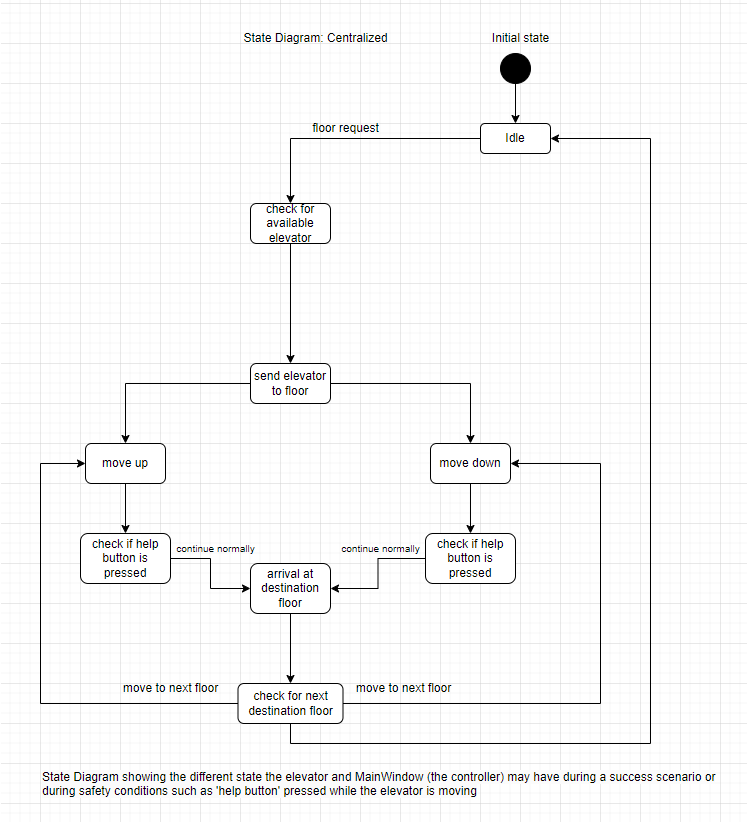 State Diagram: Centralized
Initial state
Idle
floor request
check for
available
elevator
send elevator
to floor
move up
move down
check if help
button is
pressed
continue normally
continue normally
check if help
button is
pressed
arrival at
destination
floor
move to next floor
check for next
destination floor
move to next floor
State Diagram showing the different state the elevator and MainWindow (the controller) may have during a success scenario or
during safety conditions such as 'help button' pressed while the elevator is moving